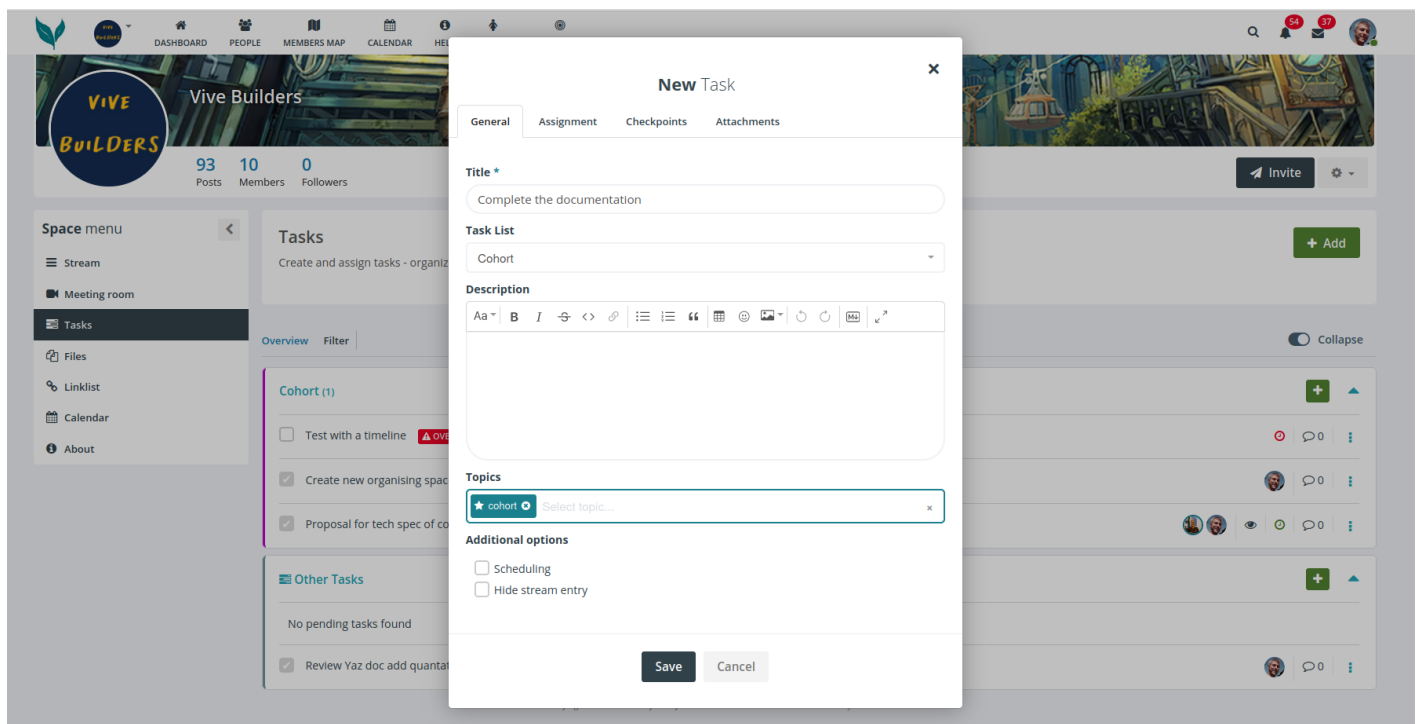 54
37
DASHBOARD
PEOPLE
MEMBERS MAP
CALENDAR
VIVE
BUILDERS
Vive Builders
93
10
0
Posts
Members
Followers
Invite
Space menu
Stream
Meeting room
Tasks
Files
Linklist
Calendar
About
Tasks
Create and assign tasks -
Add
Overview
Filter
Collapse
Cohort (1)
Test with a timeline
0
Create new organising
0
Proposal for tech spec of
0
Other Tasks
No pending tasks found
Review Yaz doc add
0
New Task
General
Assignment
Checkpoints
Attachments
Title *
Complete the documentation
Task List
Cohort
Description
Aa
B
I
S
M
Topics
cohort
Select topic...
Additional options
Scheduling
Hide stream entry
Save
Cancel